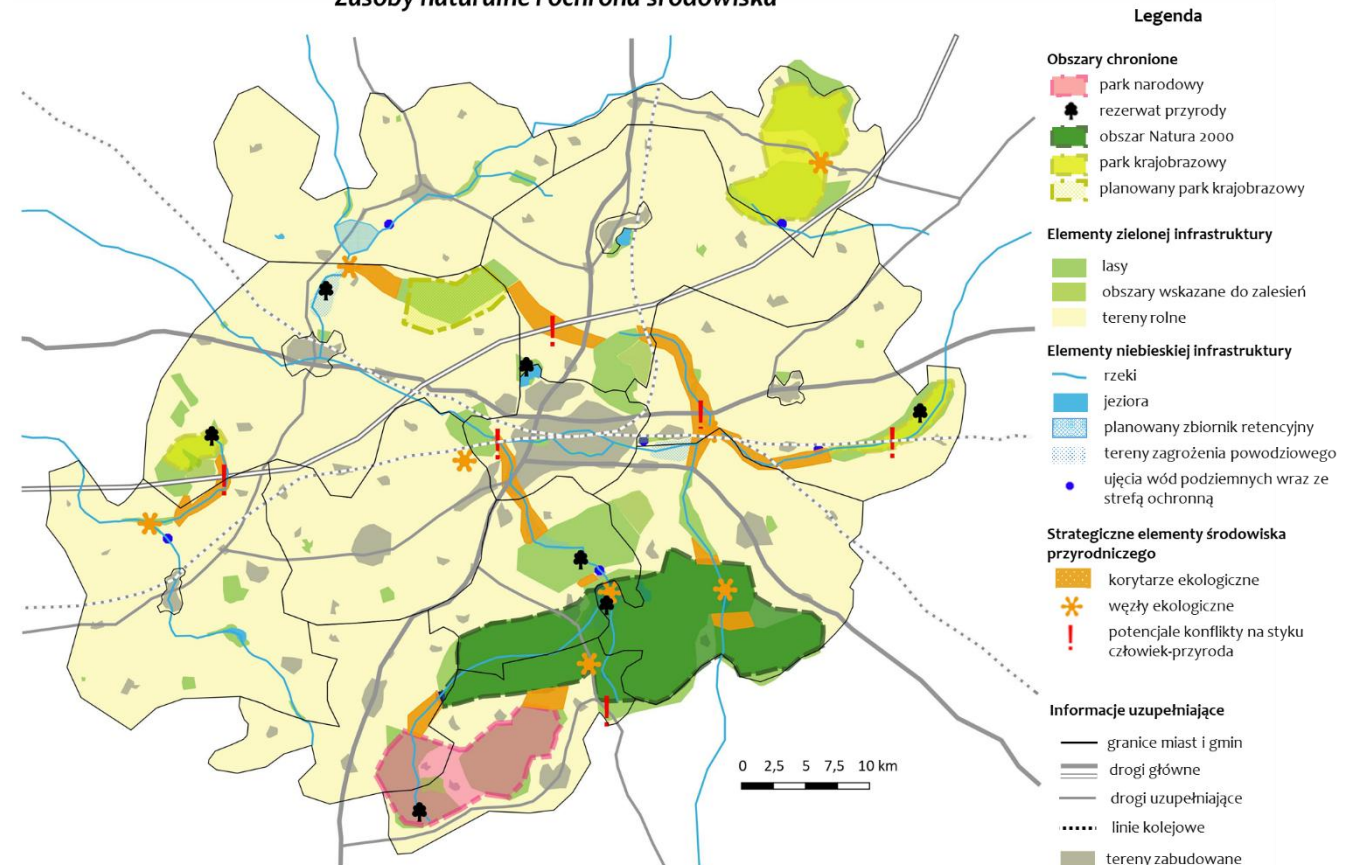 Zasoby naturalne i ochrona środowiska
Legenda
Obszary chronione
park narodowy
rezerwat przyrody
obszar Natura 2000
park krajobrazowy
planowany park krajobrazowy
Elementy zielonej infrastruktury
lasy
obszary wskazane do zalesień
tereny rolne
Elementy niebieskiej infrastruktury
rzeki
jeziora
planowany zbiornik retencyjny
tereny zagrożenia powodziowego
ujęcia wód podziemnych wraz ze
strefą ochronną
Strategiczne elementy środowiska
przyrodniczego
korytarze ekologiczne
węzły ekologiczne
potencjale konflikty na styku
człowiek-przyroda
Informacje uzupełniające
granice miast i gmin
drogi główne
drogi uzupełniające
linie kolejowe
tereny zabudowane
0 2,5 5 7,5 10 km